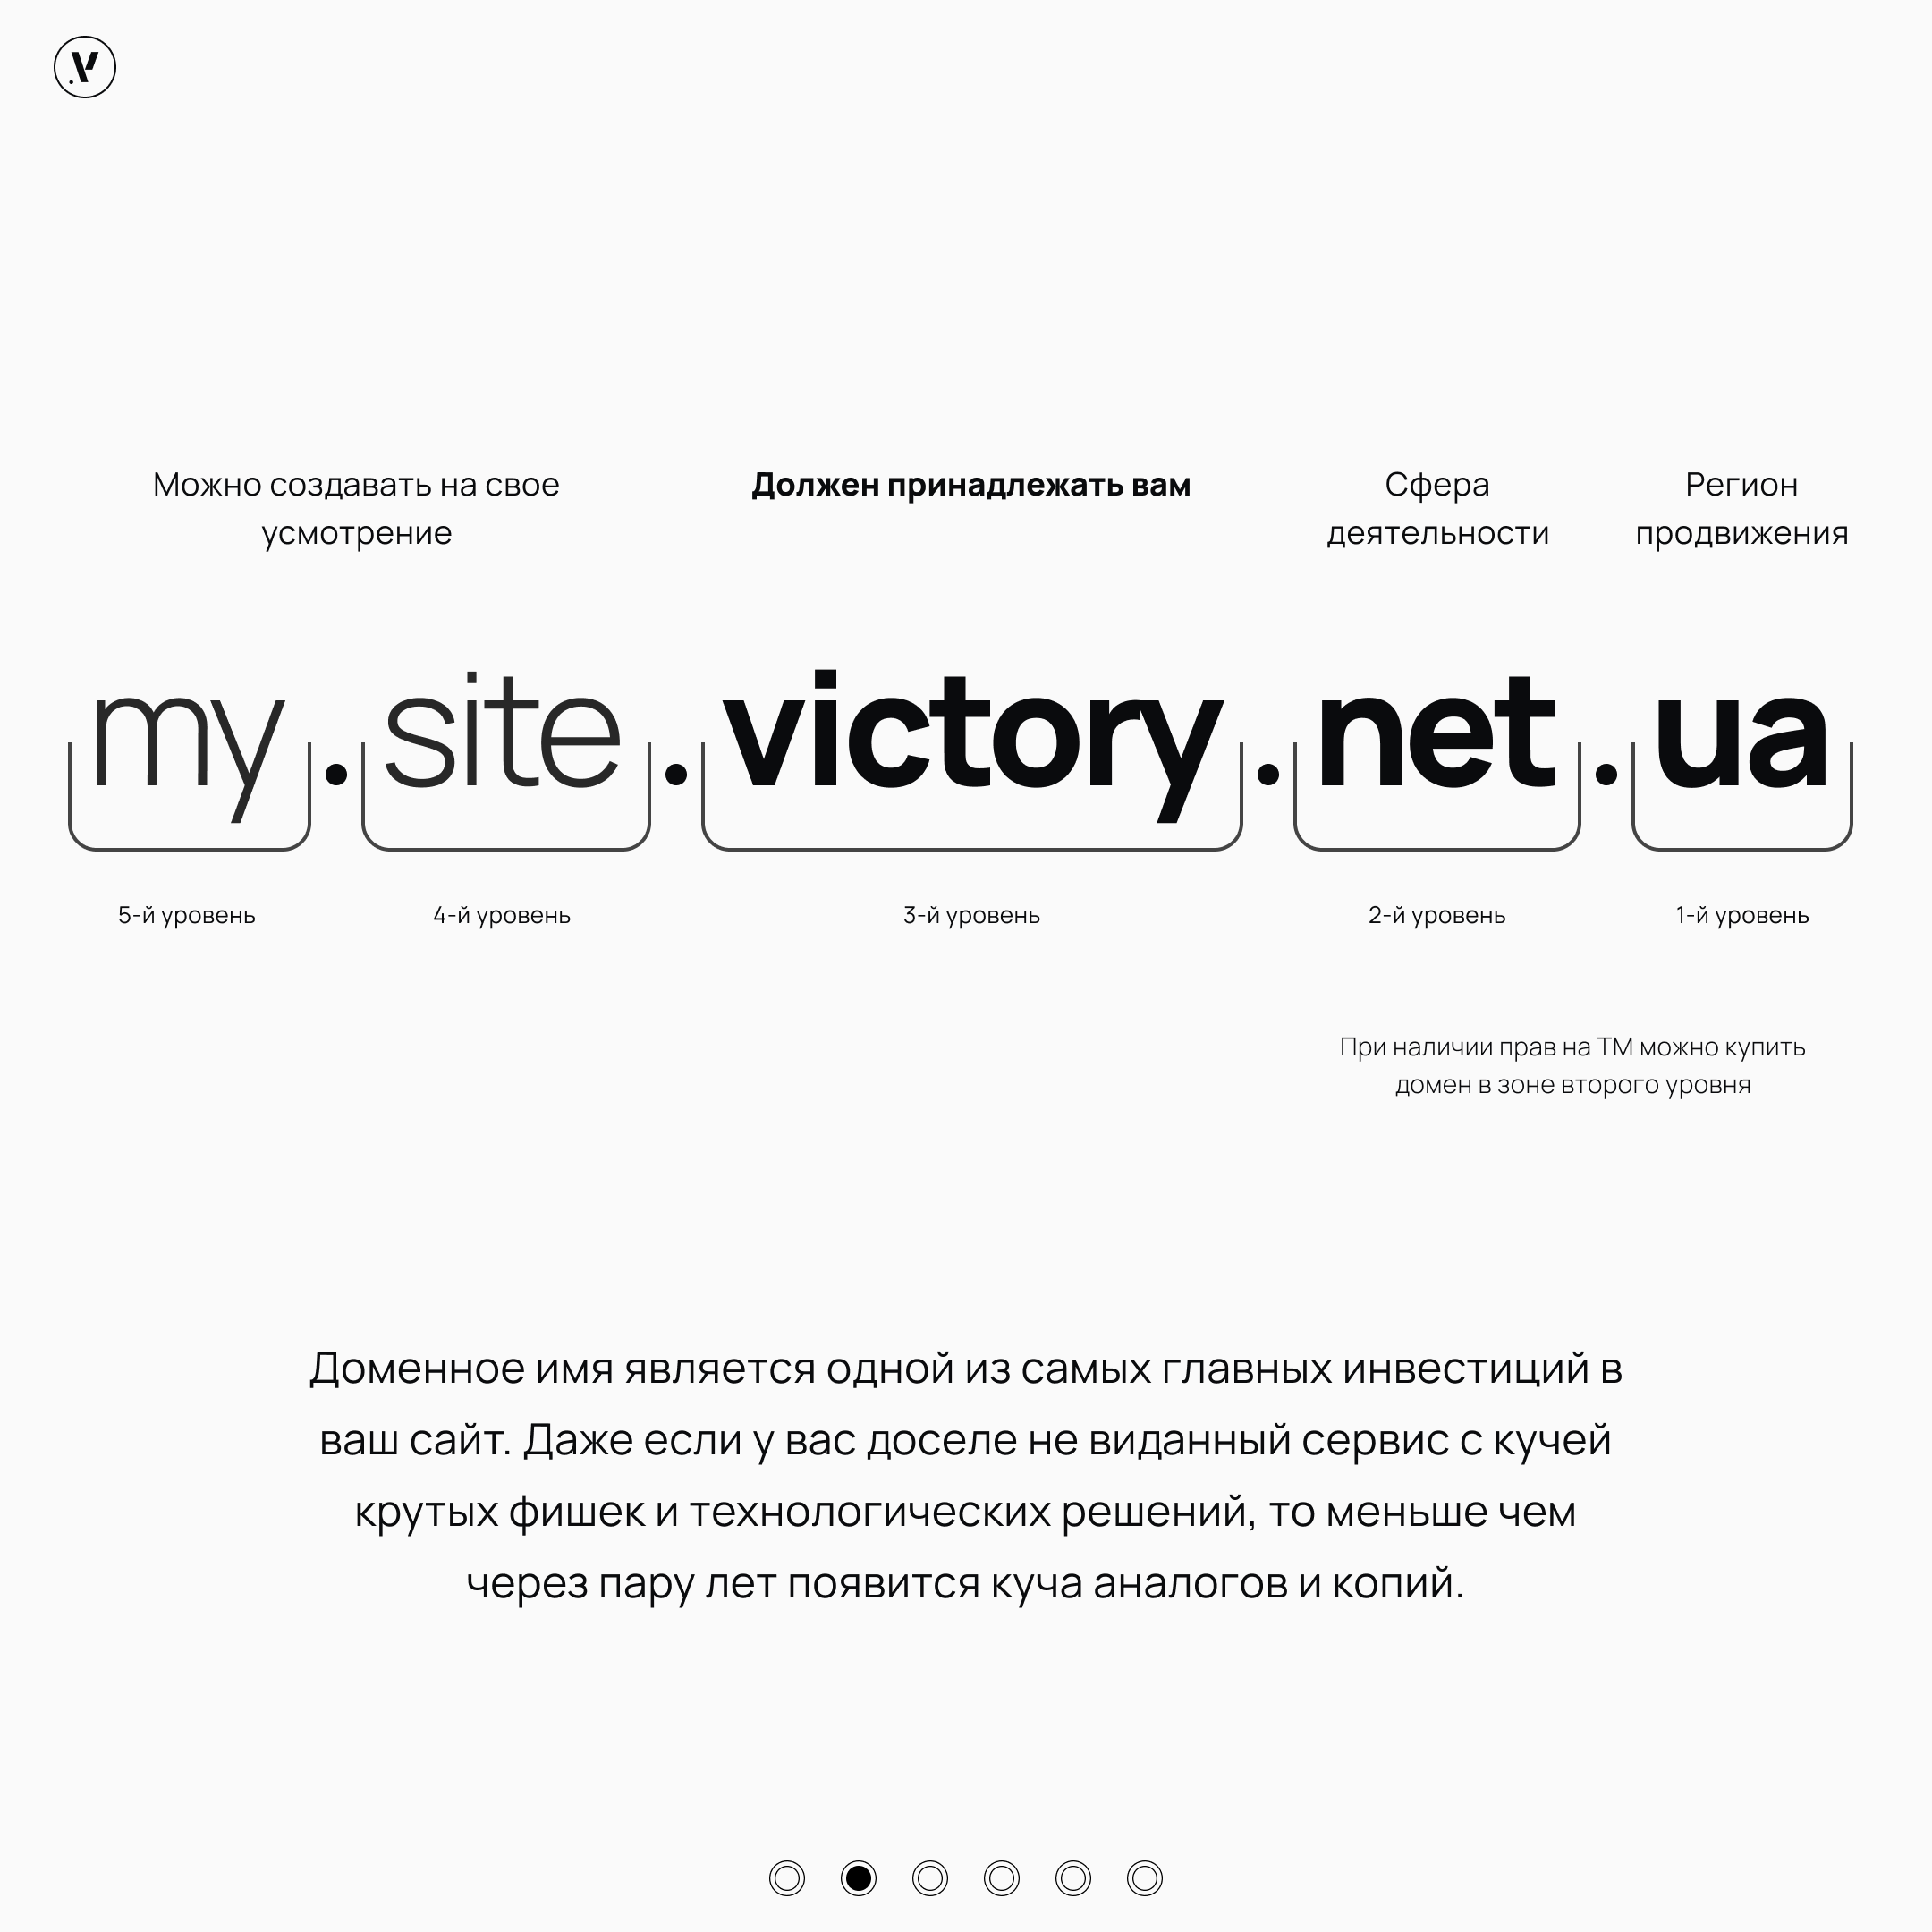 Можно создавать на свое
усмотрение
Должен принадлежать вам
Сфера
деятельности
Регион
продвижения
my.site.victory.net.ua
5-й уровень
4-й уровень
3-й уровень
2-й уровень
1-й уровень
При наличии прав на ТМ можно купить
домен в зоне второго уровня
Доменное имя является одной из самых главных инвестиций в
ваш сайт. Даже если у вас доселе не виданный сервис с кучей
крутых фишек и технологических решений, то меньше чем
через пару лет появится куча аналогов и копий.